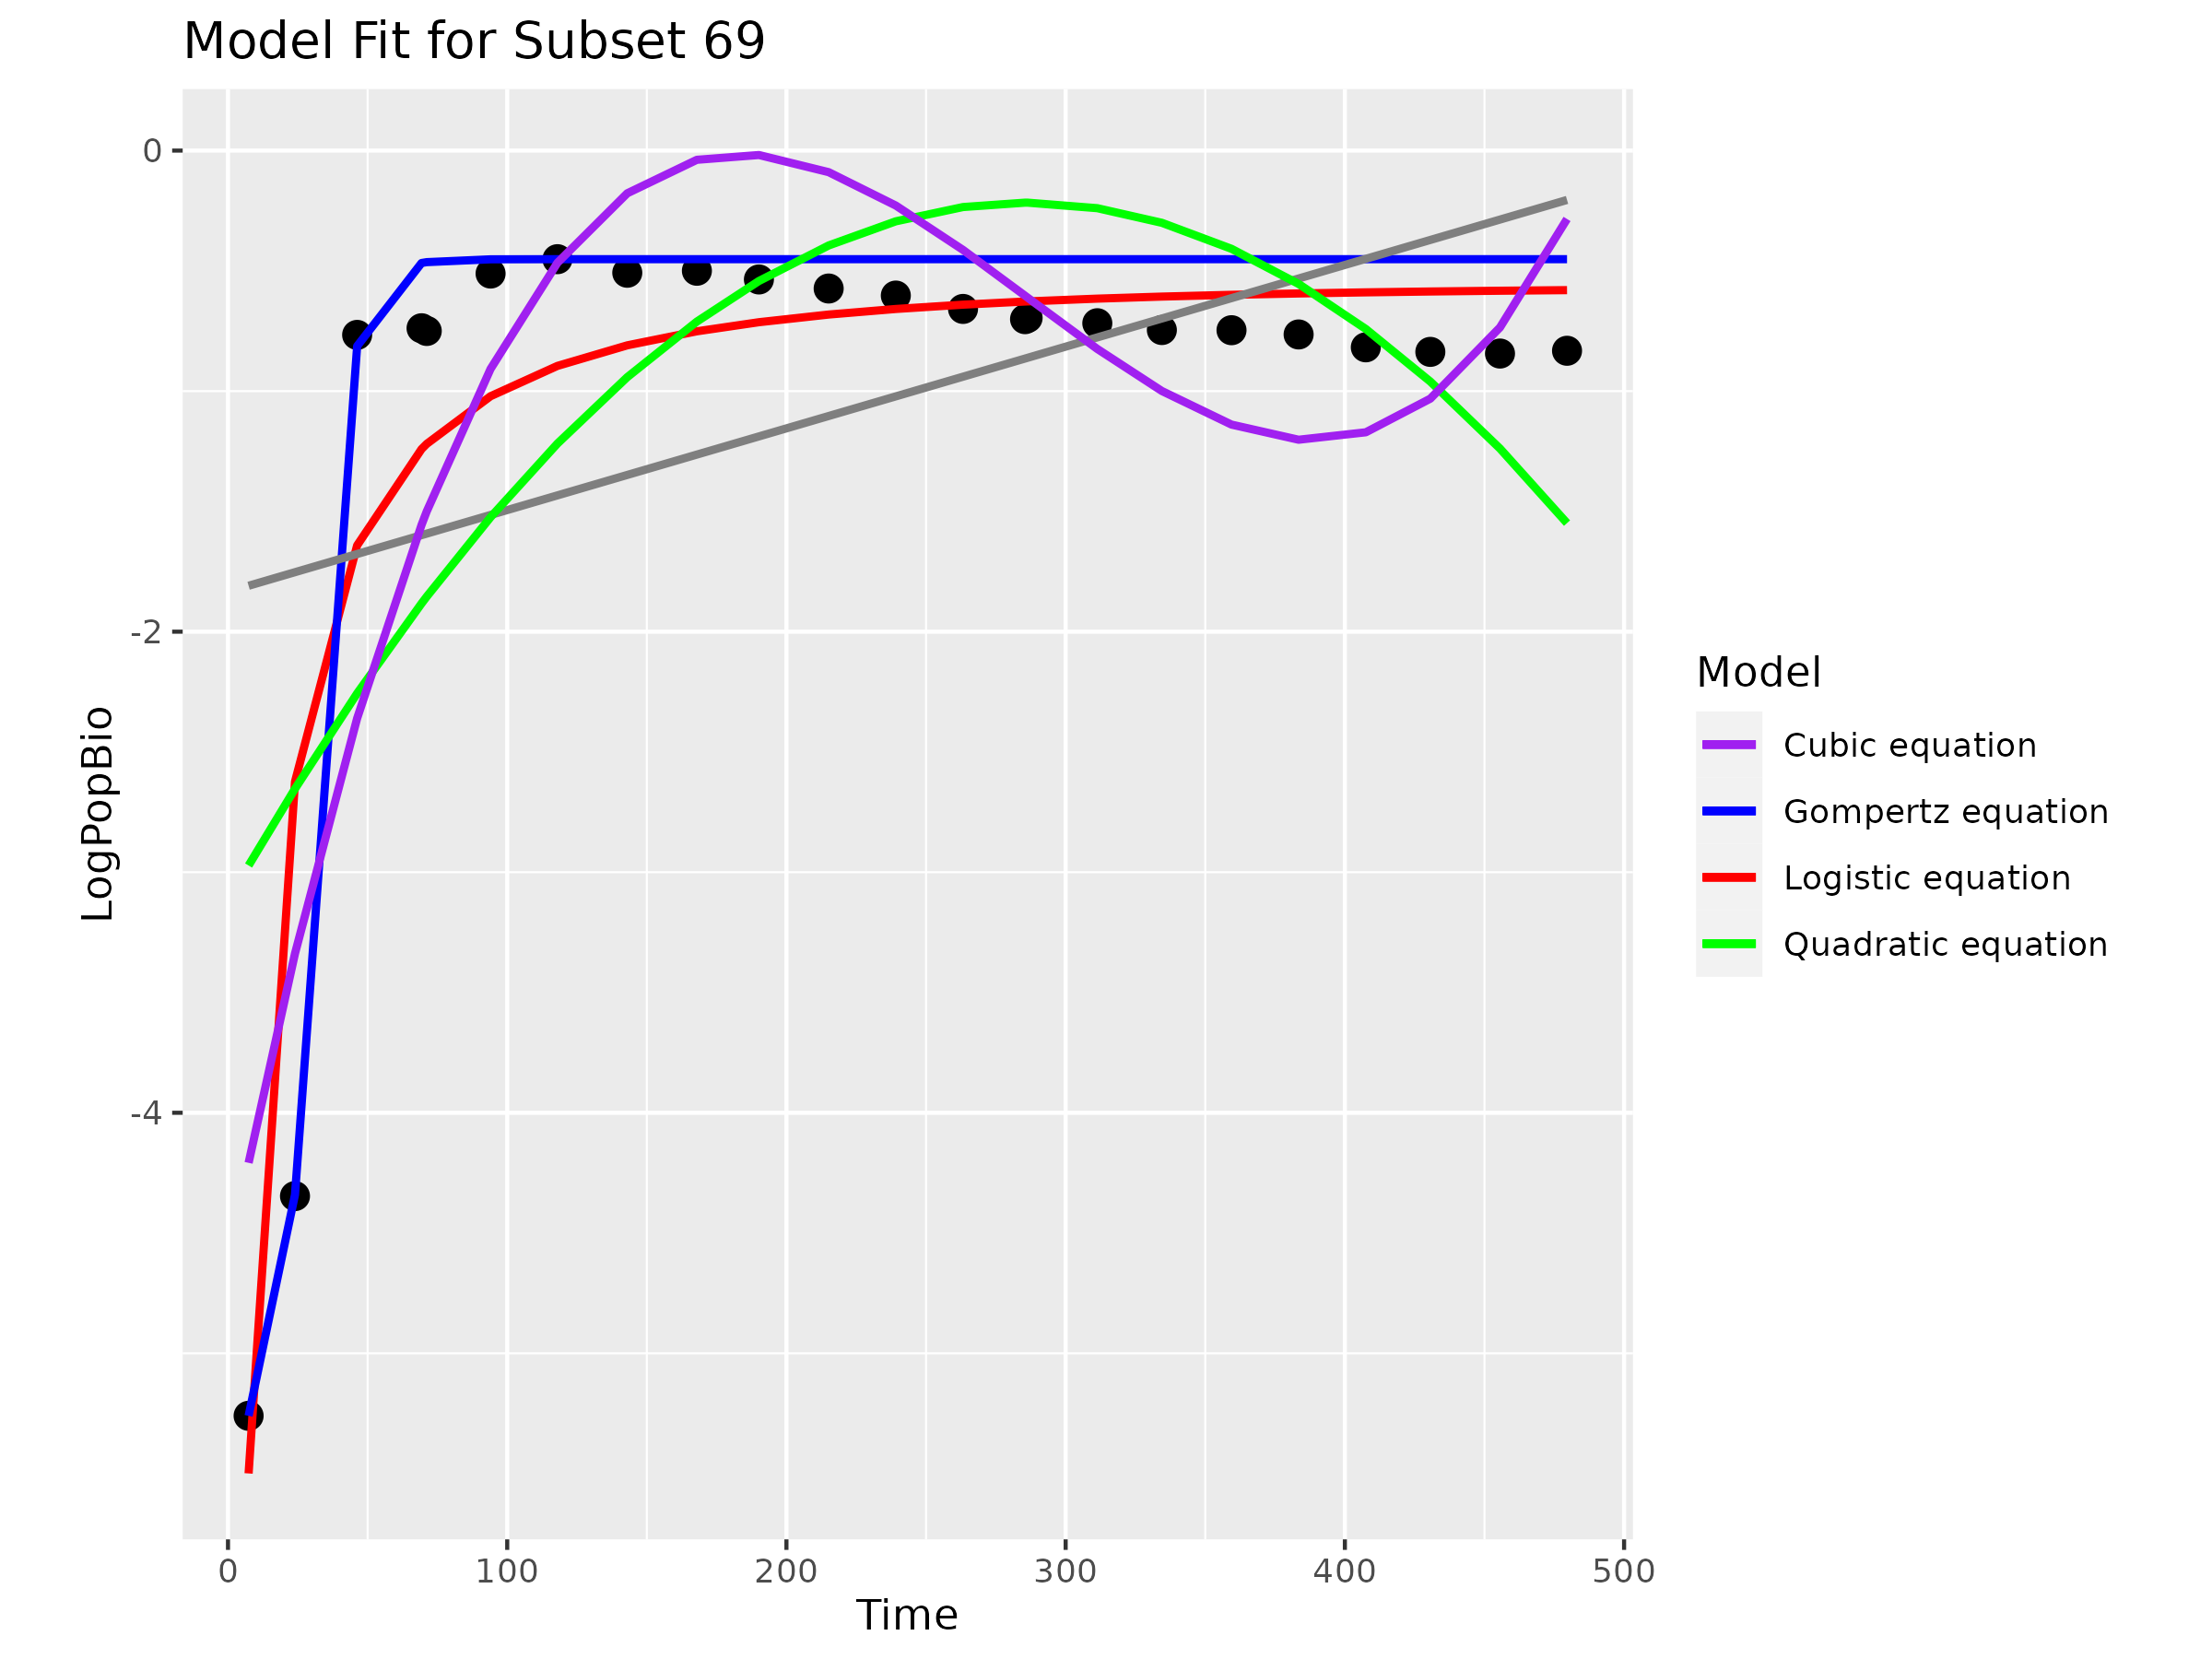 Model Fit for Subset 69
0
-2
-4
LogPopBio
0 100 200 300 400 500
Time
Model
Cubic equation
Gompertz equation
Logistic equation
Quadratic equation